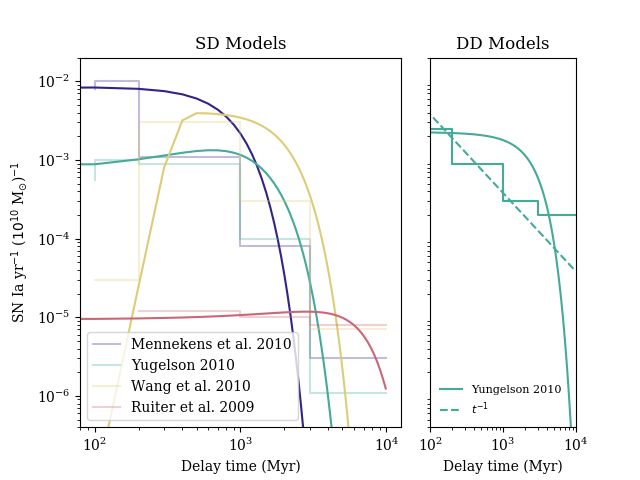 SD Models
DD Models
SN Ia yr⁻¹ (10¹⁰ M⊙)⁻¹
10⁻²
10⁻³
10⁻⁴
10⁻⁵
10⁻⁶
Mennekens et al. 2010
Yugelson 2010
Wang et al. 2010
Ruiter et al. 2009
Yungelson 2010
t⁻¹
10² 10³ 10⁴
10² 10³ 10⁴
Delay time (Myr)
Delay time (Myr)